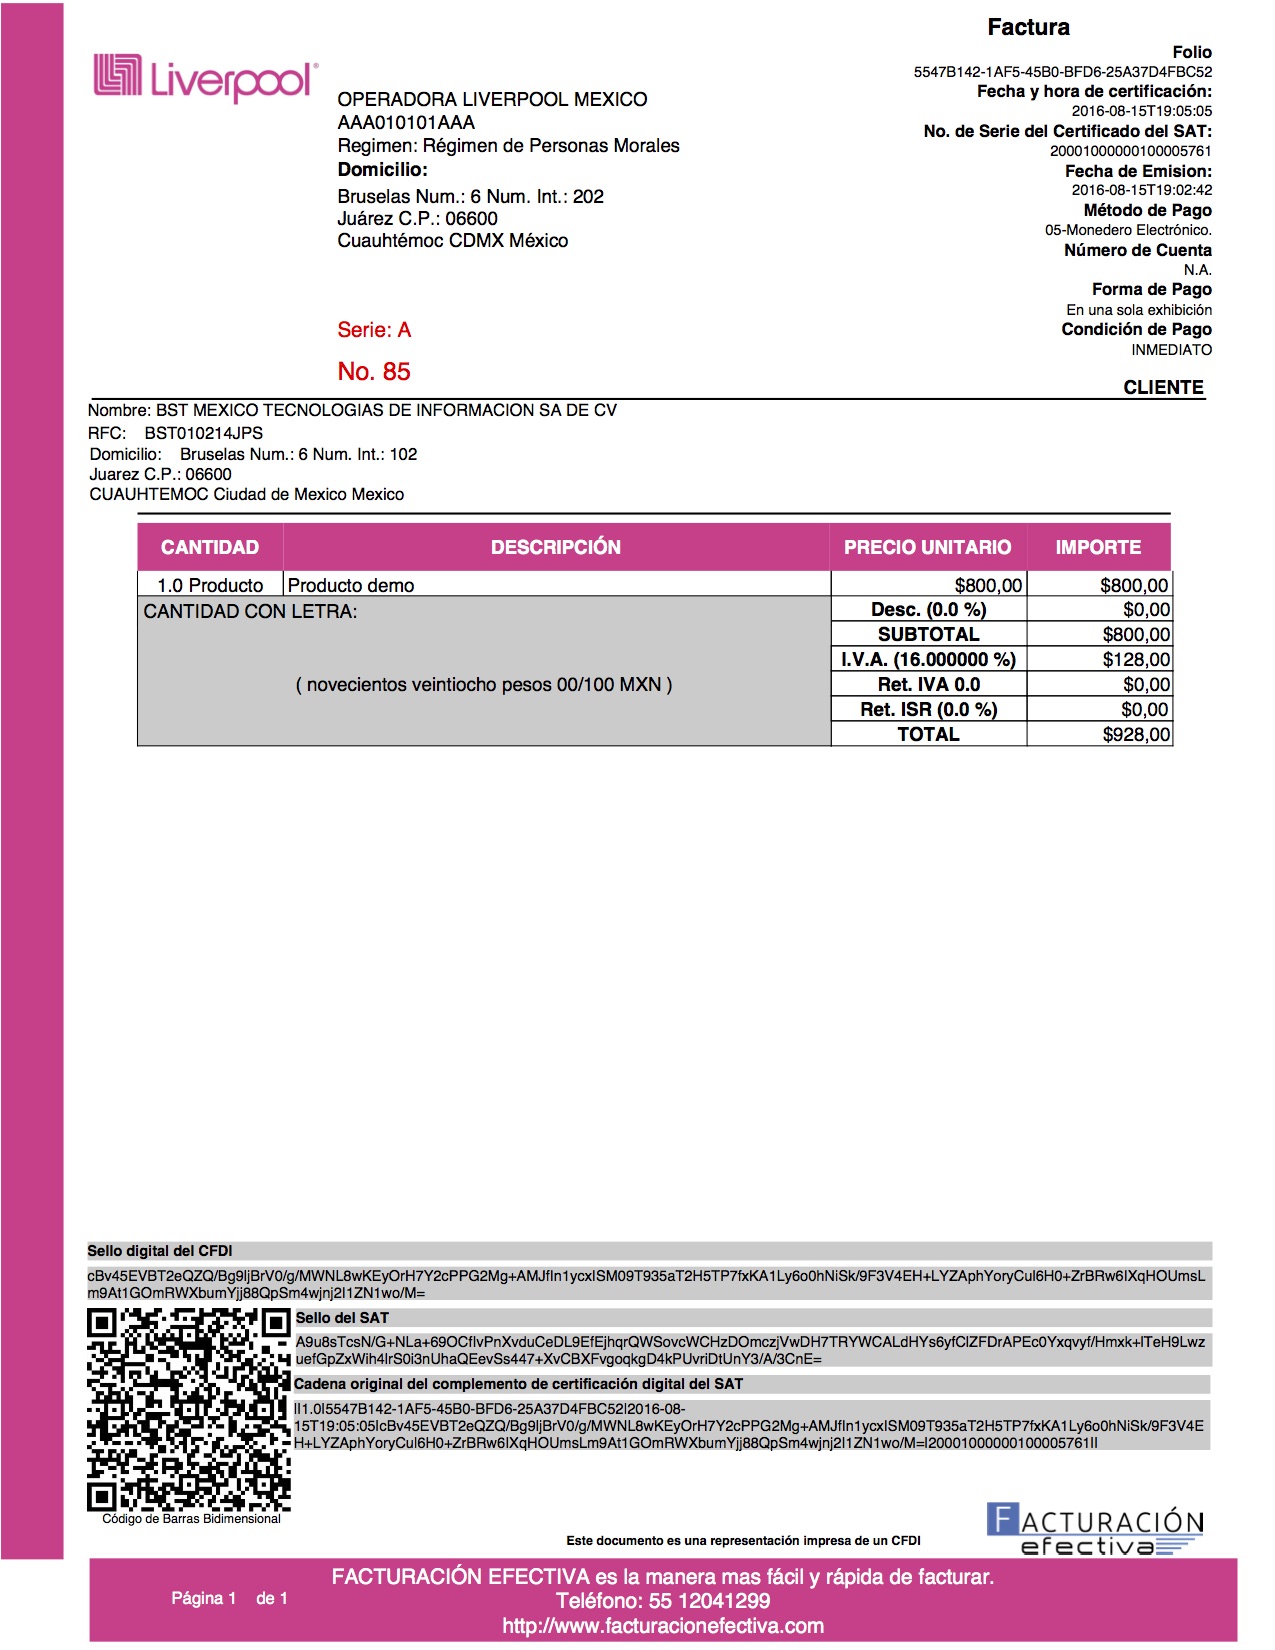 Factura
Liverpool®
Folio
5547B142-1AF5-45B0-BFD6-25A37D4FBC52
Fecha y hora de certificación:
2016-08-15T19:05:05
No. de Serie del Certificado del SAT:
20001000000100005761
Fecha de Emision:
2016-08-15T19:02:42
Método de Pago
05-Monedero Electrónico.
Número de Cuenta
N.A.
Forma de Pago
En una sola exhibición
Condición de Pago
INMEDIATO
OPERADORA LIVERPOOL MEXICO
AAA010101AAA
Regimen: Régimen de Personas Morales
Domicilio:
Bruselas Num.: 6 Num. Int.: 202
Juárez C.P.: 06600
Cuauhtémoc CDMX México
Serie: A
No. 85
CLIENTE
Nombre: BST MEXICO TECNOLOGIAS DE INFORMACION SA DE CV
RFC: BST010214JPS
Domicilio: Bruselas Num.: 6 Num. Int.: 102
Juarez C.P.: 06600
CUAUHTEMOC Ciudad de Mexico Mexico
CANTIDAD DESCRIPCIÓN PRECIO UNITARIO IMPORTE
1.0 Producto Producto demo $800,00 $800,00
CANTIDAD CON LETRA:
( novecientos veintiocho pesos 00/100 MXN )
Desc. (0.0 %) $0,00
SUBTOTAL $800,00
I.V.A. (16.000000 %) $128,00
Ret. IVA 0.0 $0,00
Ret. ISR (0.0 %) $0,00
TOTAL $928,00
Sello digital del CFDI
cBv45EVBT2eQZQ/Bg9ljBrV0/g/MWNL8wKEyOrH7Y2cPPG2Mg+AMJfIn1ycxISM09T935aT2H5TP7fxKA1Ly6o0hNiSk/9F3V4EH+LYZAphYoryCul6H0+ZrBRw6IXqHOUmsL
m9At1GOmRWXbumYjj88QpSm4wjnj2I1ZN1wo/M=
Sello del SAT
A9u8sTcsN/G+NLa+69OCfIvPnXvduCeDL9EfEjhqrQWSovcWCHzDOmczjVwDH7TRYWCALdHYs6yfClZFDrAPEc0Yxqvyf/Hmxk+lTeH9Lwz
uefGpZxWih4IrS0i3nUhaQEevSs447+XvCBXFvgoqkgD4kPUvriDtUnY3/A/3CnE=
Cadena original del complemento de certificación digital del SAT
||1.0|5547B142-1AF5-45B0-BFD6-25A37D4FBC52|2016-08-
15T19:05:05|cBv45EVBT2eQZQ/Bg9ljBrV0/g/MWNL8wKEyOrH7Y2cPPG2Mg+AMJfIn1ycxISM09T935aT2H5TP7fxKA1Ly6o0hNiSk/9F3V4E
H+LYZAphYoryCul6H0+ZrBRw6IXqHOUmsLm9At1GOmRWXbumYjj88QpSm4wjnj2I1ZN1wo/M=|20001000000100005761||
Código de Barras Bidimensional
Este documento es una representación impresa de un CFDI
FACTURACIÓN
efectiva
FACTURACIÓN EFECTIVA es la manera mas fácil y rápida de facturar.
Página 1 de 1
Teléfono: 55 12041299
http://www.facturacionefectiva.com